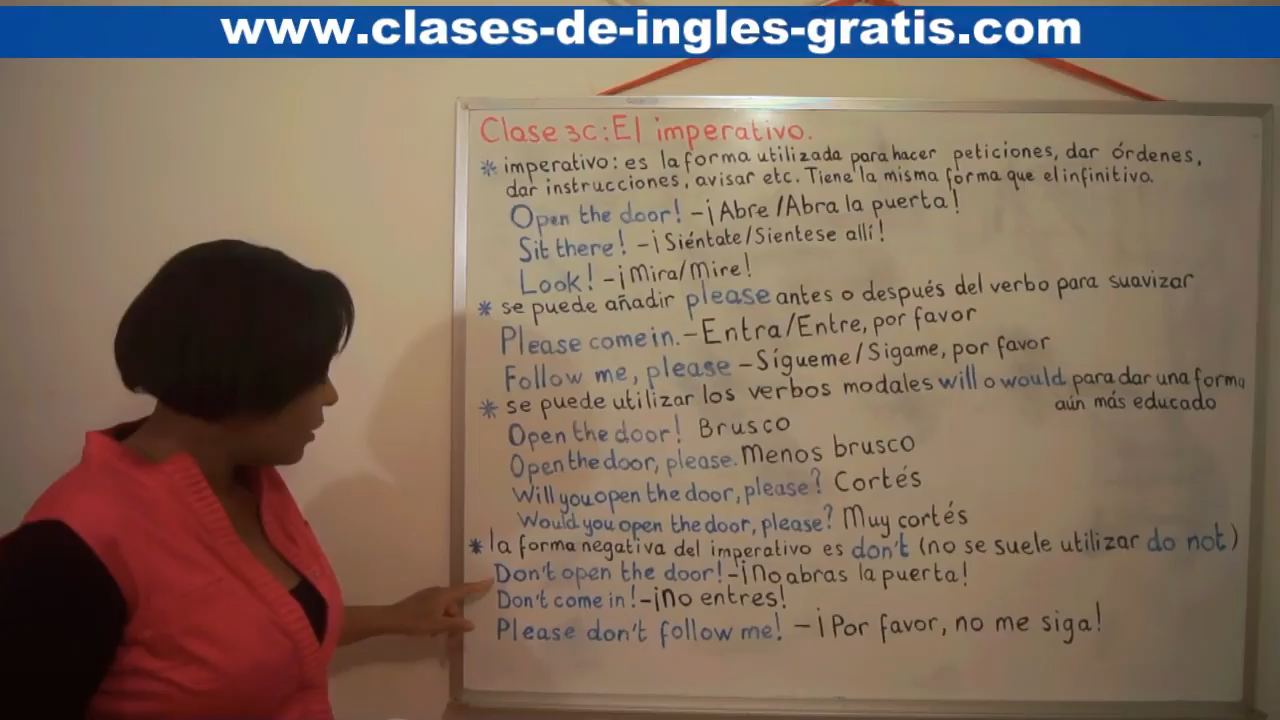 www.clases-de-ingles-gratis.com
Clase 3C: El imperativo.
* imperativo: es la forma utilizada para hacer peticiones, dar órdenes,
dar instrucciones, avisar etc. Tiene la misma forma que el infinitivo.
Open the door! - ¡Abre/Abra la puerta!
Sit there! - ¡Siéntate/Sientese allí!
Look! - ¡Mira/Mire!
* se puede añadir please antes o después del verbo para suavizar
Please come in. - Entra/Entre, por favor
Follow me, please - Sígueme/Sigame, por favor
* se puede utilizar los verbos modales will o would para dar una forma
aún más educado
Open the door! Brusco
Open the door, please. Menos brusco
Will you open the door, please? Cortés
Would you open the door, please? Muy cortés
* la forma negativa del imperativo es don't (no se suele utilizar do not)
Don't open the door! - ¡No abras la puerta!
Don't come in! - ¡No entres!
Please don't follow me! - ¡Por favor, no me siga!